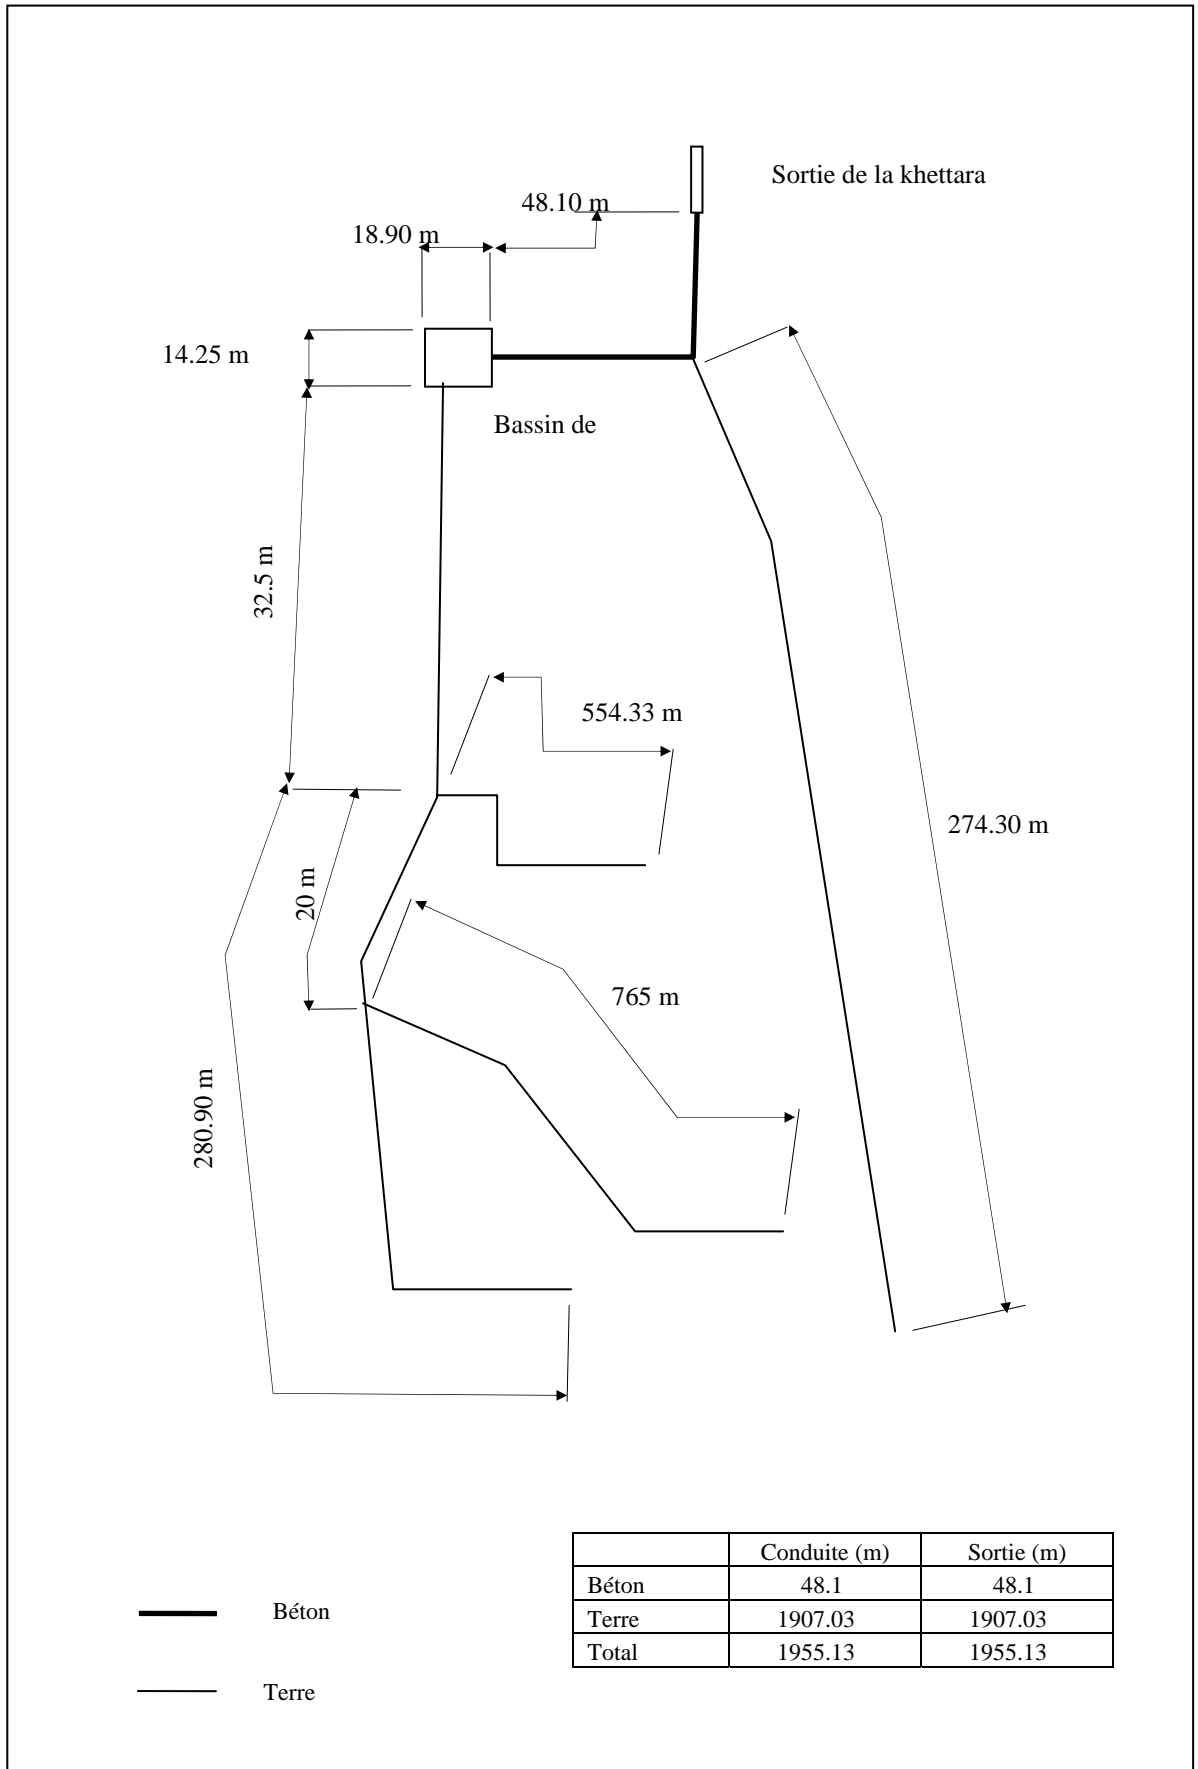 Sortie de la khettara
48.10 m
18.90 m
14.25 m
Bassin de
32.5 m
554.33 m
274.30 m
20 m
765 m
280.90 m
Conduite (m) Sortie (m)
Béton 48.1 48.1
Terre 1907.03 1907.03
Total 1955.13 1955.13
Béton
Terre